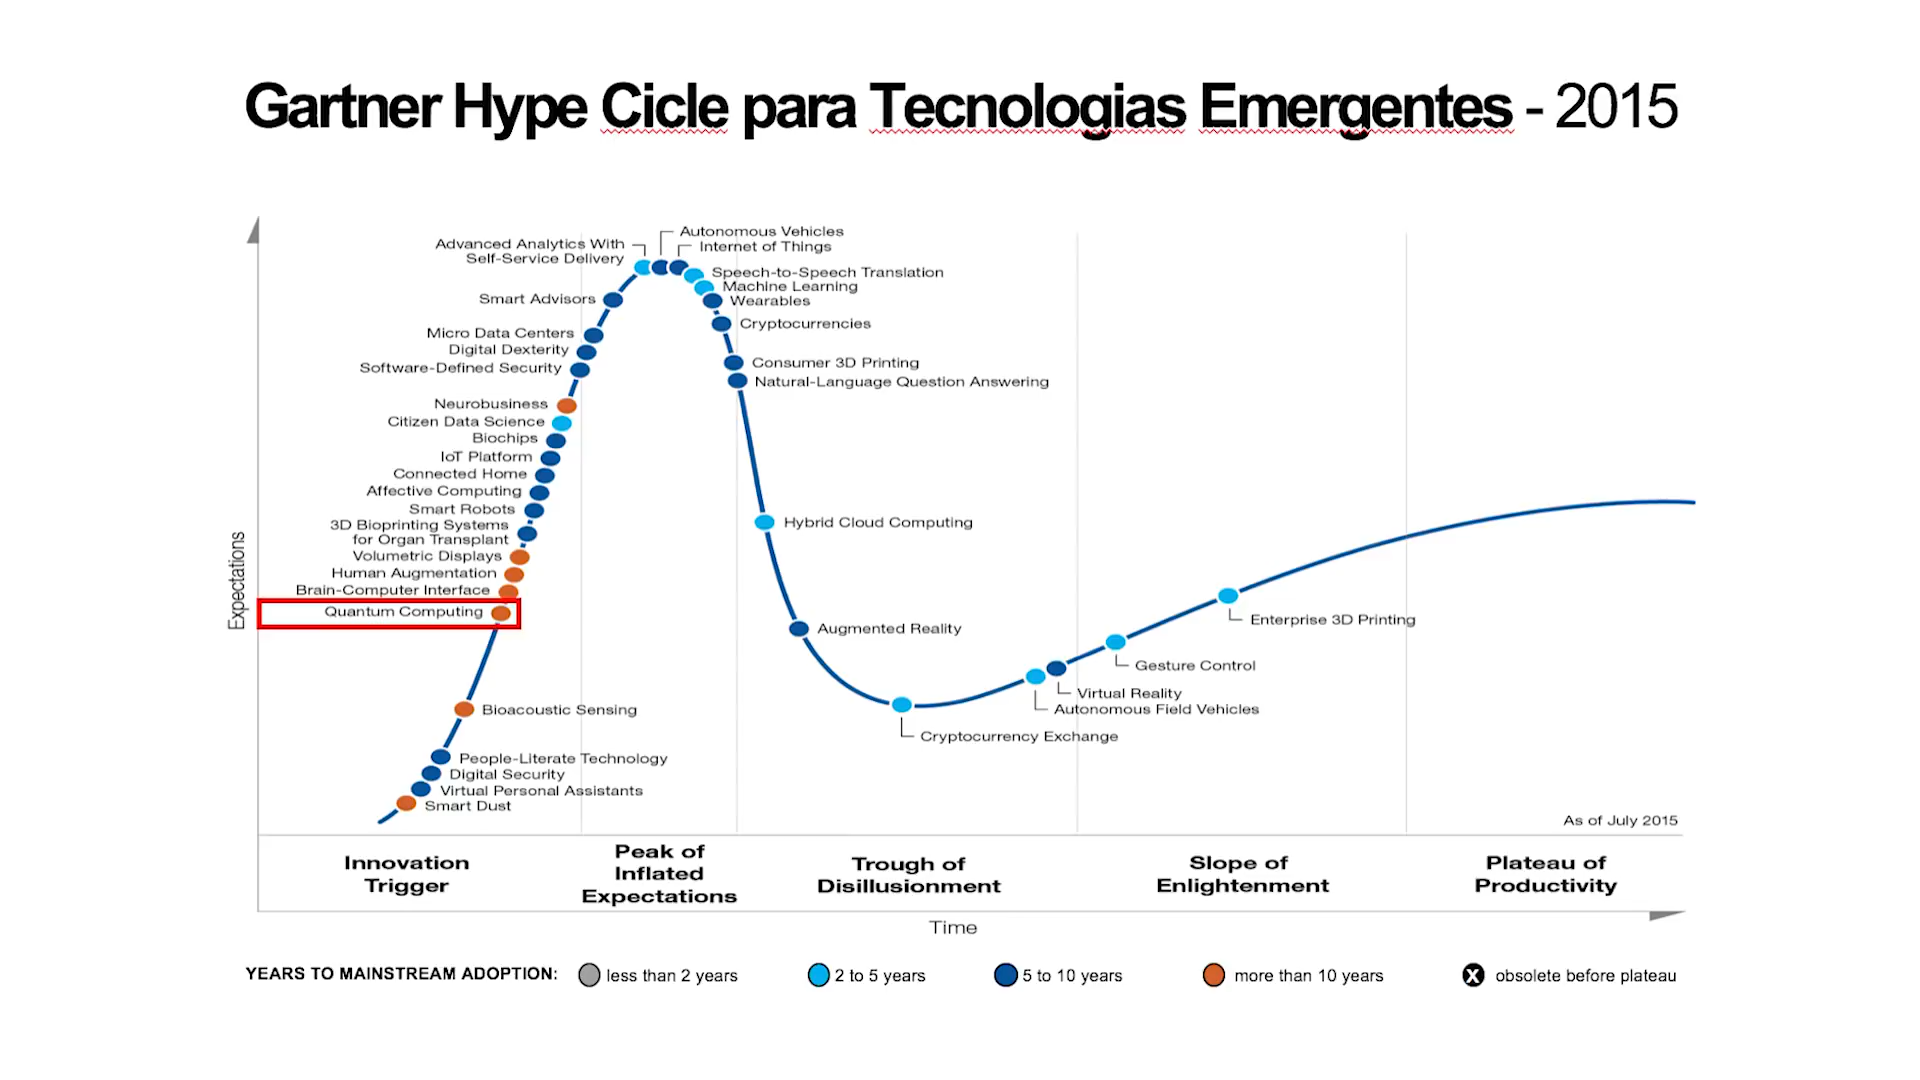 Gartner Hype Cicle para Tecnologias Emergentes - 2015
Autonomous Vehicles
Advanced Analytics With
Self-Service Delivery
Internet of Things
Speech-to-Speech Translation
Machine Learning
Smart Advisors
Wearables
Cryptocurrencies
Micro Data Centers
Digital Dexterity
Software-Defined Security
Consumer 3D Printing
Natural-Language Question Answering
Neurobusiness
Citizen Data Science
Biochips
IoT Platform
Connected Home
Affective Computing
Smart Robots
3D Bioprinting Systems
for Organ Transplant
Volumetric Displays
Human Augmentation
Brain-Computer Interface
Quantum Computing
Hybrid Cloud Computing
Augmented Reality
Enterprise 3D Printing
Gesture Control
Virtual Reality
Autonomous Field Vehicles
Cryptocurrency Exchange
Bioacoustic Sensing
People-Literate Technology
Digital Security
Virtual Personal Assistants
Smart Dust
Expectations
As of July 2015
Innovation
Trigger
Peak of
Inflated
Expectations
Trough of
Disillusionment
Slope of
Enlightenment
Plateau of
Productivity
Time
YEARS TO MAINSTREAM ADOPTION: less than 2 years 2 to 5 years 5 to 10 years more than 10 years X obsolete before plateau